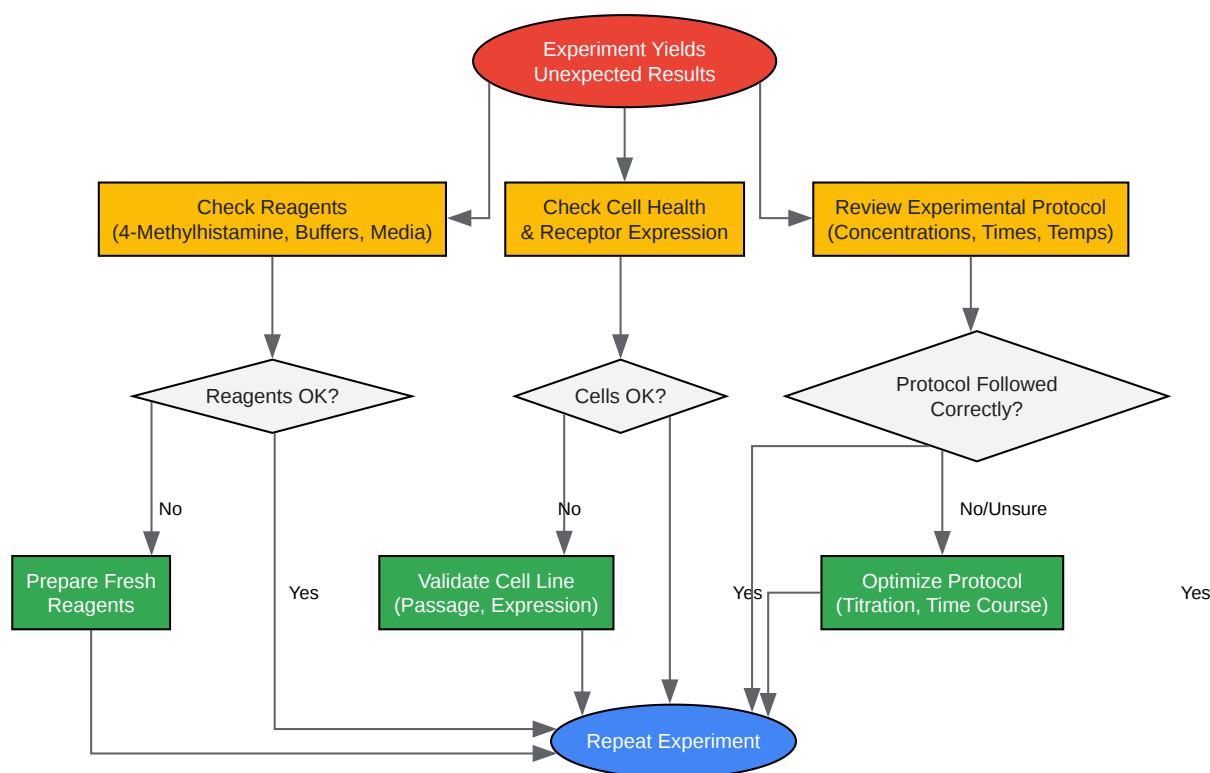 Experiment Yields
Unexpected Results
Check Reagents
(4-Methylhistamine, Buffers, Media)
Check Cell Health
& Receptor Expression
Review Experimental Protocol
(Concentrations, Times, Temps)
Reagents OK?
Cells OK?
Protocol Followed
Correctly?
No
No
No/Unsure
Prepare Fresh
Reagents
Yes
Validate Cell Line
(Passage, Expression)
Yes
Optimize Protocol
(Titration, Time Course)
Yes
Repeat Experiment